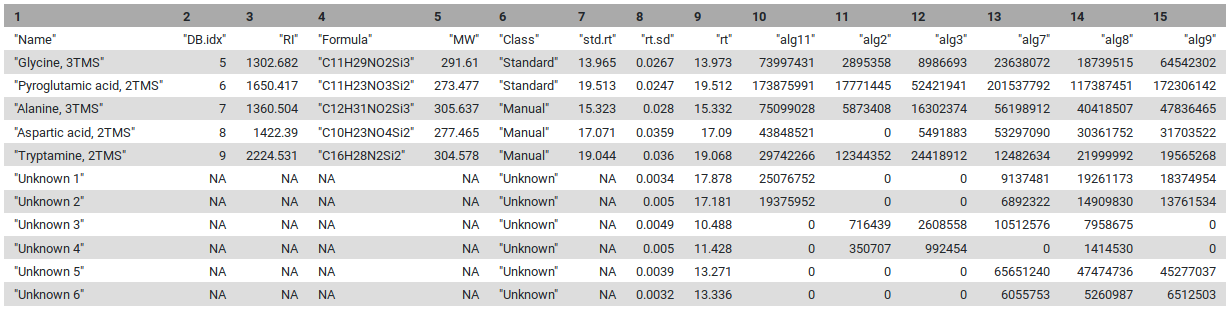 1 2 3 4 5 6 7 8 9 10 11 12 13 14 15
"Name" "DB.idx" "RI" "Formula" "MW" "Class" "std.rt" "rt.sd" "rt" "alg11" "alg2" "alg3" "alg7" "alg8" "alg9"
"Glycine, 3TMS" 5 1302.682 "C11H29NO2Si3" 291.61 "Standard" 13.965 0.0267 13.973 73997431 2895358 8986693 23638072 18739515 64542302
"Pyroglutamic acid, 2TMS" 6 1650.417 "C11H23NO3Si2" 273.477 "Standard" 19.513 0.0247 19.512 173875991 17771445 52421941 201537792 117387451 172306142
"Alanine, 3TMS" 7 1360.504 "C12H31NO2Si3" 305.637 "Manual" 15.323 0.028 15.332 75099028 5873408 16302374 56198912 40418507 47836465
"Aspartic acid, 2TMS" 8 1422.39 "C10H23NO4Si2" 277.465 "Manual" 17.071 0.0359 17.09 43848521 0 5491883 53297090 30361752 31703522
"Tryptamine, 2TMS" 9 2224.531 "C16H28N2Si2" 304.578 "Manual" 19.044 0.036 19.068 29742266 12344352 24418912 12482634 21999992 19565268
"Unknown 1" NA NA NA NA "Unknown" NA 0.0034 17.878 25076752 0 0 9137481 19261173 18374954
"Unknown 2" NA NA NA NA "Unknown" NA 0.005 17.181 19375952 0 0 6892322 14909830 13761534
"Unknown 3" NA NA NA NA "Unknown" NA 0.0049 10.488 0 716439 2608558 10512576 7958675 0
"Unknown 4" NA NA NA NA "Unknown" NA 0.005 11.428 0 350707 992454 0 1414530 0
"Unknown 5" NA NA NA NA "Unknown" NA 0.0039 13.271 0 0 0 65651240 47474736 45277037
"Unknown 6" NA NA NA NA "Unknown" NA 0.0032 13.336 0 0 0 6055753 5260987 6512503